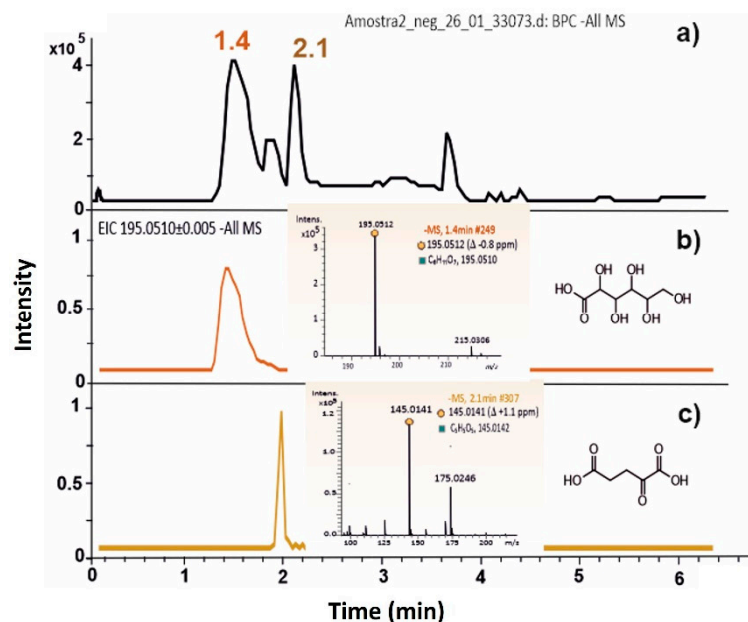 Amostra2_neg_26_01_33073.d: BPC -All MS
a)
x10⁵
1.4
2.1
4
2
0
EIC 195.0510±0.005 -All MS
b)
1
0.5
0
Intens.
x10⁵
3
2
1
0
195.0512
-MS, 1.4min #249
195.0512 (Δ -0.8 ppm)
C₆H₁₁O₇, 195.0510
215.0306
190
200
210
m/z
HO
O
OH
OH
OH
OH
OH
OH
Intensity
c)
1
0.5
0
Intens.
1.2
1.0
0.5
0.0
145.0141
-MS, 2.1min #307
145.0141 (Δ +1.1 ppm)
C₅H₅O₅, 145.0142
175.0246
100
125
150
175
200
m/z
O
HO
O
O
OH
0
1
2
3
4
5
6
Time (min)